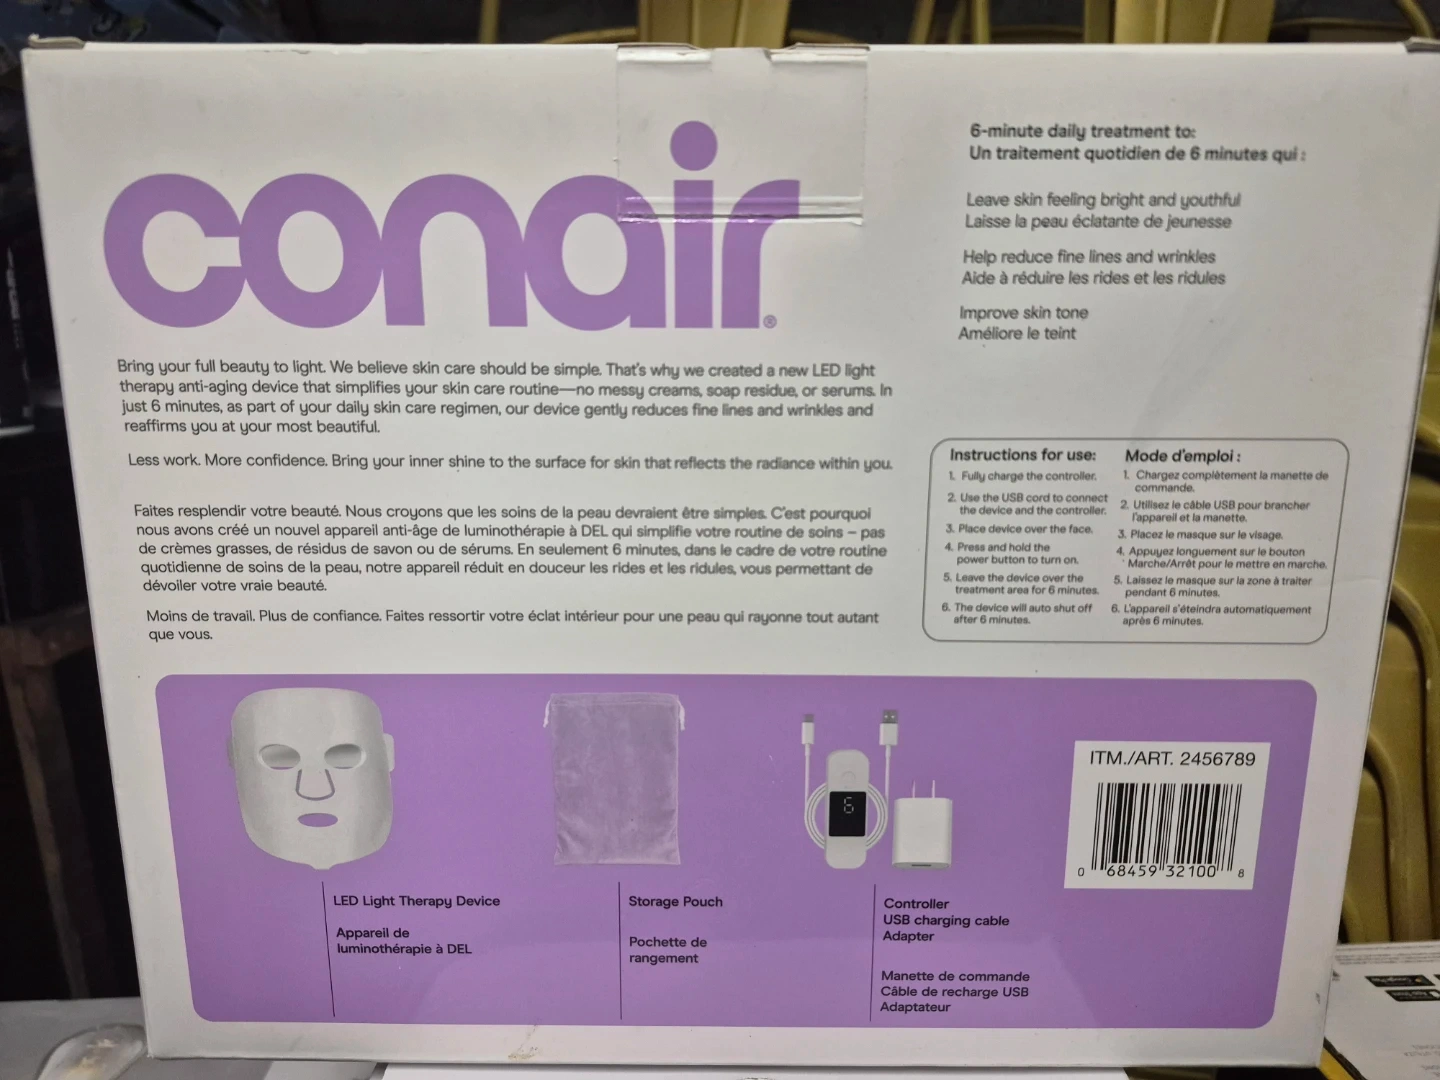 conair®
6-minute daily treatment to:
Un traitement quotidien de 6 minutes qui :
Leave skin feeling bright and youthful
Laisse la peau éclatante de jeunesse
Help reduce fine lines and wrinkles
Aide à réduire les rides et les ridules
Improve skin tone
Améliore le teint
Bring your full beauty to light. We believe skin care should be simple. That's why we created a new LED light
therapy anti-aging device that simplifies your skin care routine—no messy creams, soap residue, or serums. In
just 6 minutes, as part of your daily skin care regimen, our device gently reduces fine lines and wrinkles and
reaffirms you at your most beautiful.
Less work. More confidence. Bring your inner shine to the surface for skin that reflects the radiance within you.
Faites resplendir votre beauté. Nous croyons que les soins de la peau devraient être simples. C'est pourquoi
nous avons créé un nouvel appareil anti-âge de luminothérapie à DEL qui simplifie votre routine de soins – pas
de crèmes grasses, de résidus de savon ou de sérums. En seulement 6 minutes, dans le cadre de votre routine
quotidienne de soins de la peau, notre appareil réduit en douceur les rides et les ridules, vous permettant de
dévoiler votre vraie beauté.
Moins de travail. Plus de confiance. Faites ressortir votre éclat intérieur pour une peau qui rayonne tout autant
que vous.
Instructions for use:
1. Fully charge the controller.
2. Use the USB cord to connect
the device and the controller.
3. Place device over the face.
4. Press and hold the
power button to turn on.
5. Leave the device over the
treatment area for 6 minutes.
6. The device will auto shut off
after 6 minutes.
Mode d'emploi :
1. Chargez complètement la manette de
commande.
2. Utilisez le câble USB pour brancher
l'appareil et la manette.
3. Placez le masque sur le visage.
4. Appuyez longuement sur le bouton
Marche/Arrêt pour le mettre en marche.
5. Laissez le masque sur la zone à traiter
pendant 6 minutes.
6. L'appareil s'éteindra automatiquement
après 6 minutes.
6
LED Light Therapy Device
Appareil de
luminothérapie à DEL
Storage Pouch
Pochette de
rangement
Controller
USB charging cable
Adapter
Manette de commande
Câble de recharge USB
Adaptateur
ITM./ART. 2456789
0 68459 32100 8